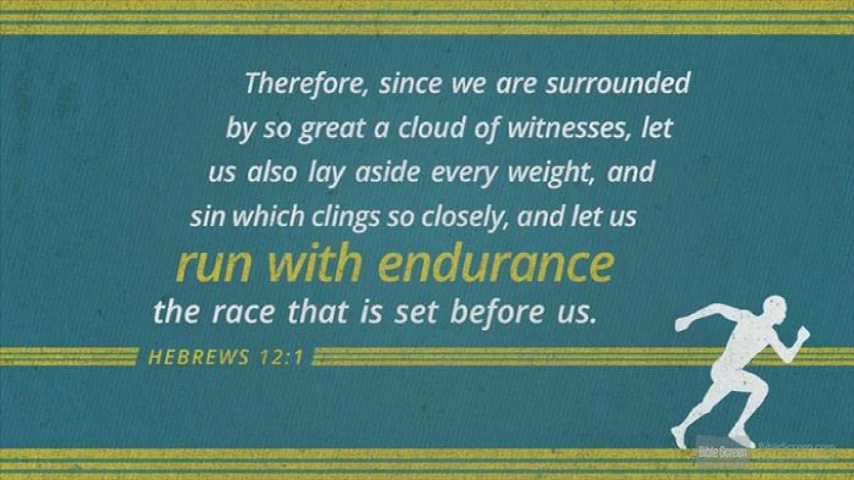 Therefore, since we are surrounded
by so great a cloud of witnesses, let
us also lay aside every weight, and
sin which clings so closely, and let us
run with endurance
the race that is set before us.
HEBREWS 12:1
Bible Screen
BibleScreen.com